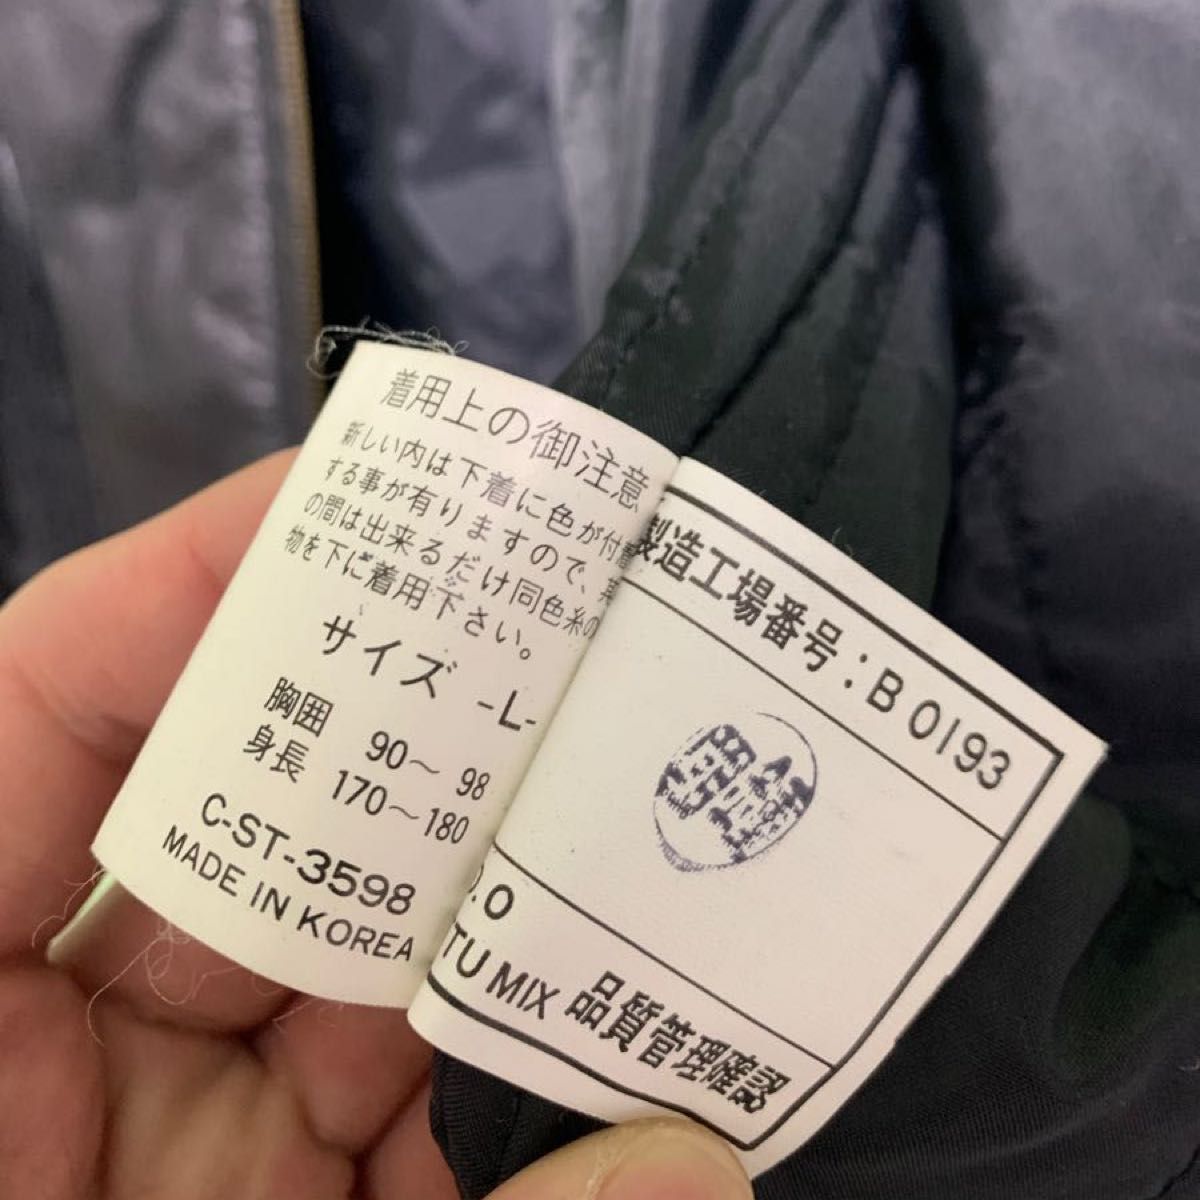 着用上の御注意
新しい内は下着に色が付着
する事が有りますので、
の間は出来るだけ同色糸の
物を下に着用下さい。
サイズ -L-
胸囲 90～98
身長 170～180
C-ST-3598
MADE IN KOREA
製造工場番号:B0193
.O
TU MIX 品質管理確認